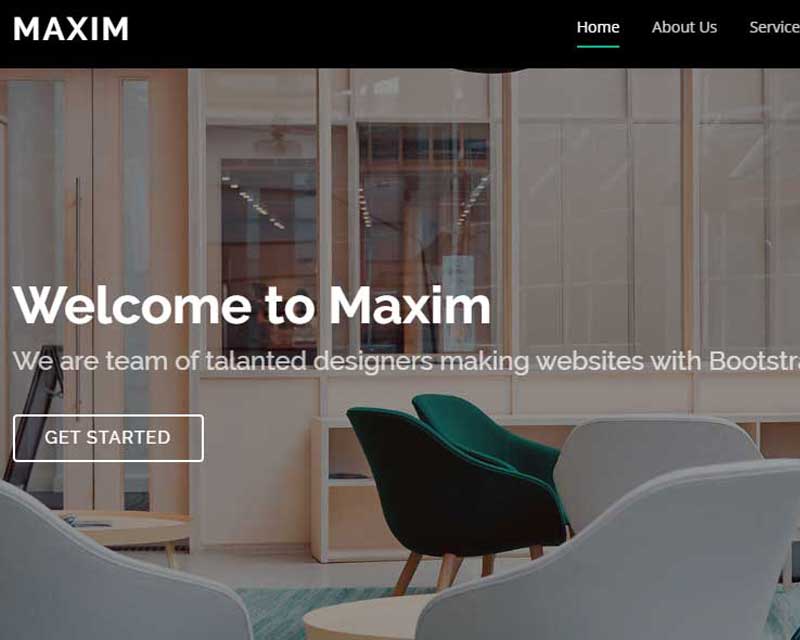 MAXIM
Home About Us Service
Welcome to Maxim
We are team of talanted designers making websites with Bootstra
GET STARTED